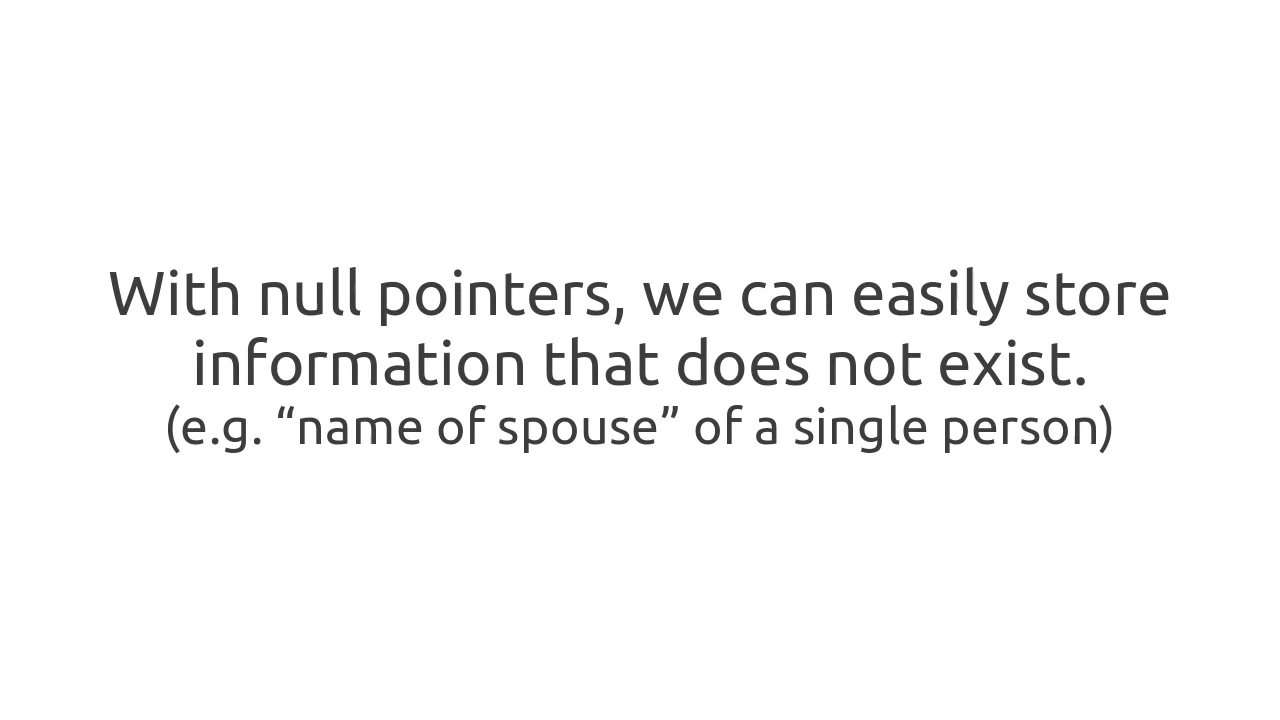 With null pointers, we can easily store
information that does not exist.
(e.g. “name of spouse” of a single person)